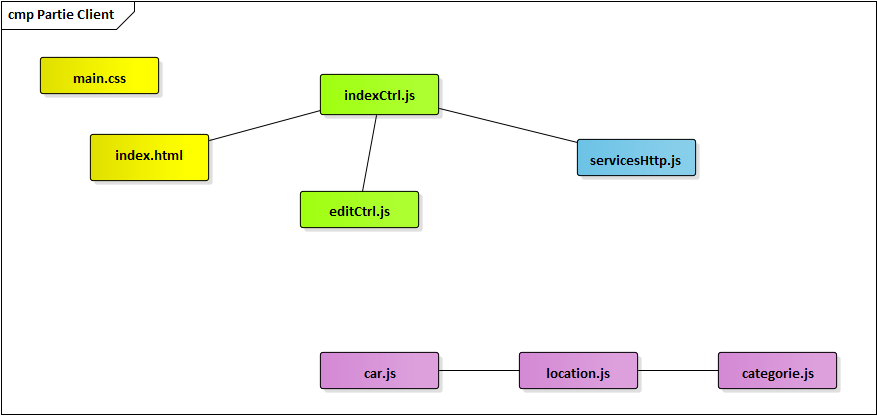 cmp Partie Client
main.css
indexCtrl.js
index.html
servicesHttp.js
editCtrl.js
car.js
location.js
categorie.js